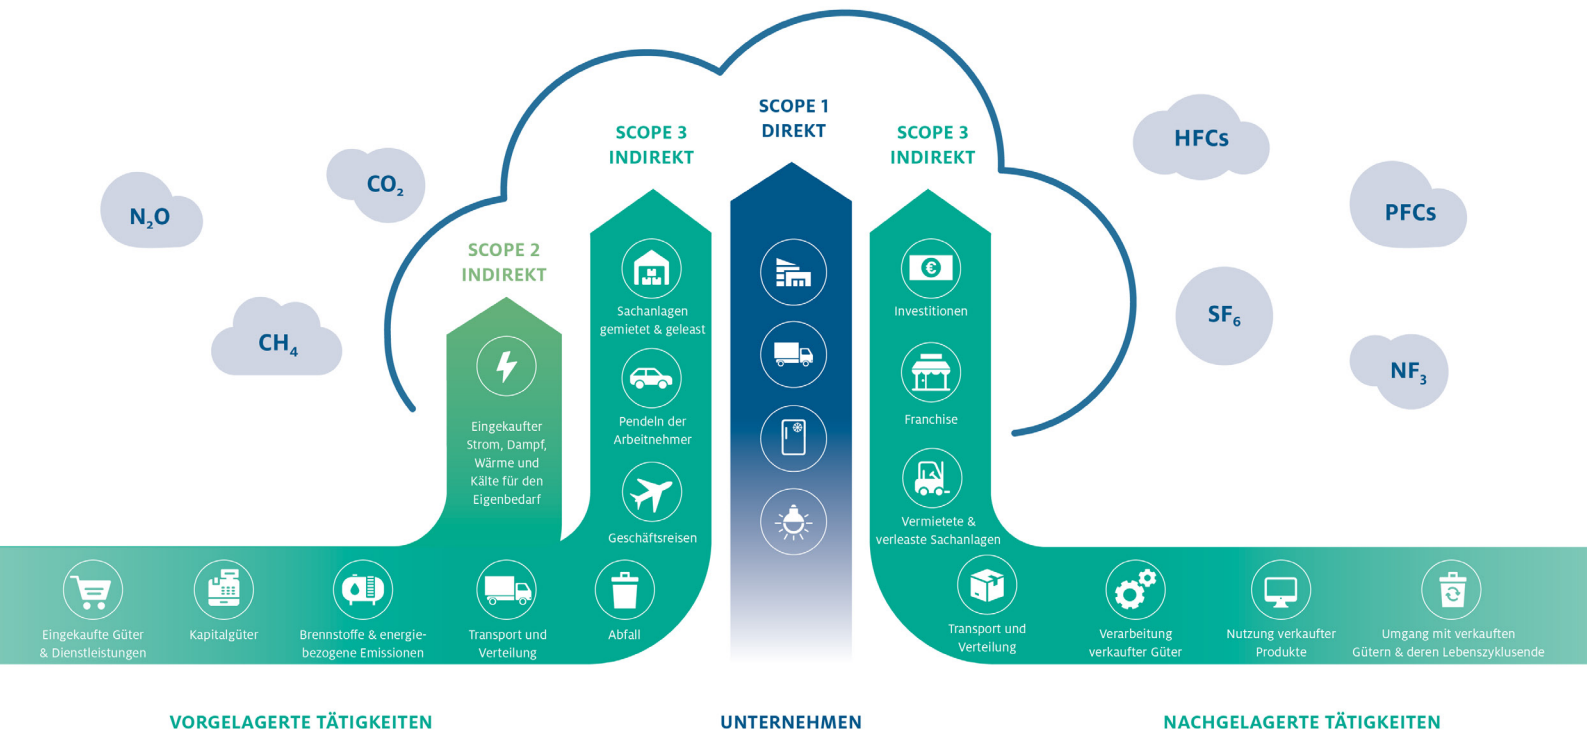 SCOPE 1
DIREKT
SCOPE 3
INDIREKT
SCOPE 3
INDIREKT
HFCs
CO₂
PFCs
N₂O
SCOPE 2
INDIREKT
SF₆
CH₄
NF₃
Sachanlagen
gemietet & geleast
Pendeln der
Arbeitnehmer
Geschäftsreisen
€
Investitionen
Franchise
Vermietete &
verleaste Sachanlagen
Eingekaufter
Strom, Dampf,
Wärme und
Kälte für den
Eigenbedarf
Eingekaufte Güter
& Dienstleistungen
Kapitalgüter
Brennstoffe & energie-
bezogene Emissionen
Transport und
Verteilung
Abfall
Transport und
Verteilung
Verarbeitung
verkaufter Güter
Nutzung verkaufter
Produkte
Umgang mit verkauften
Gütern & deren Lebenszyklusende
VORGELAGERTE TÄTIGKEITEN
UNTERNEHMEN
NACHGELAGERTE TÄTIGKEITEN